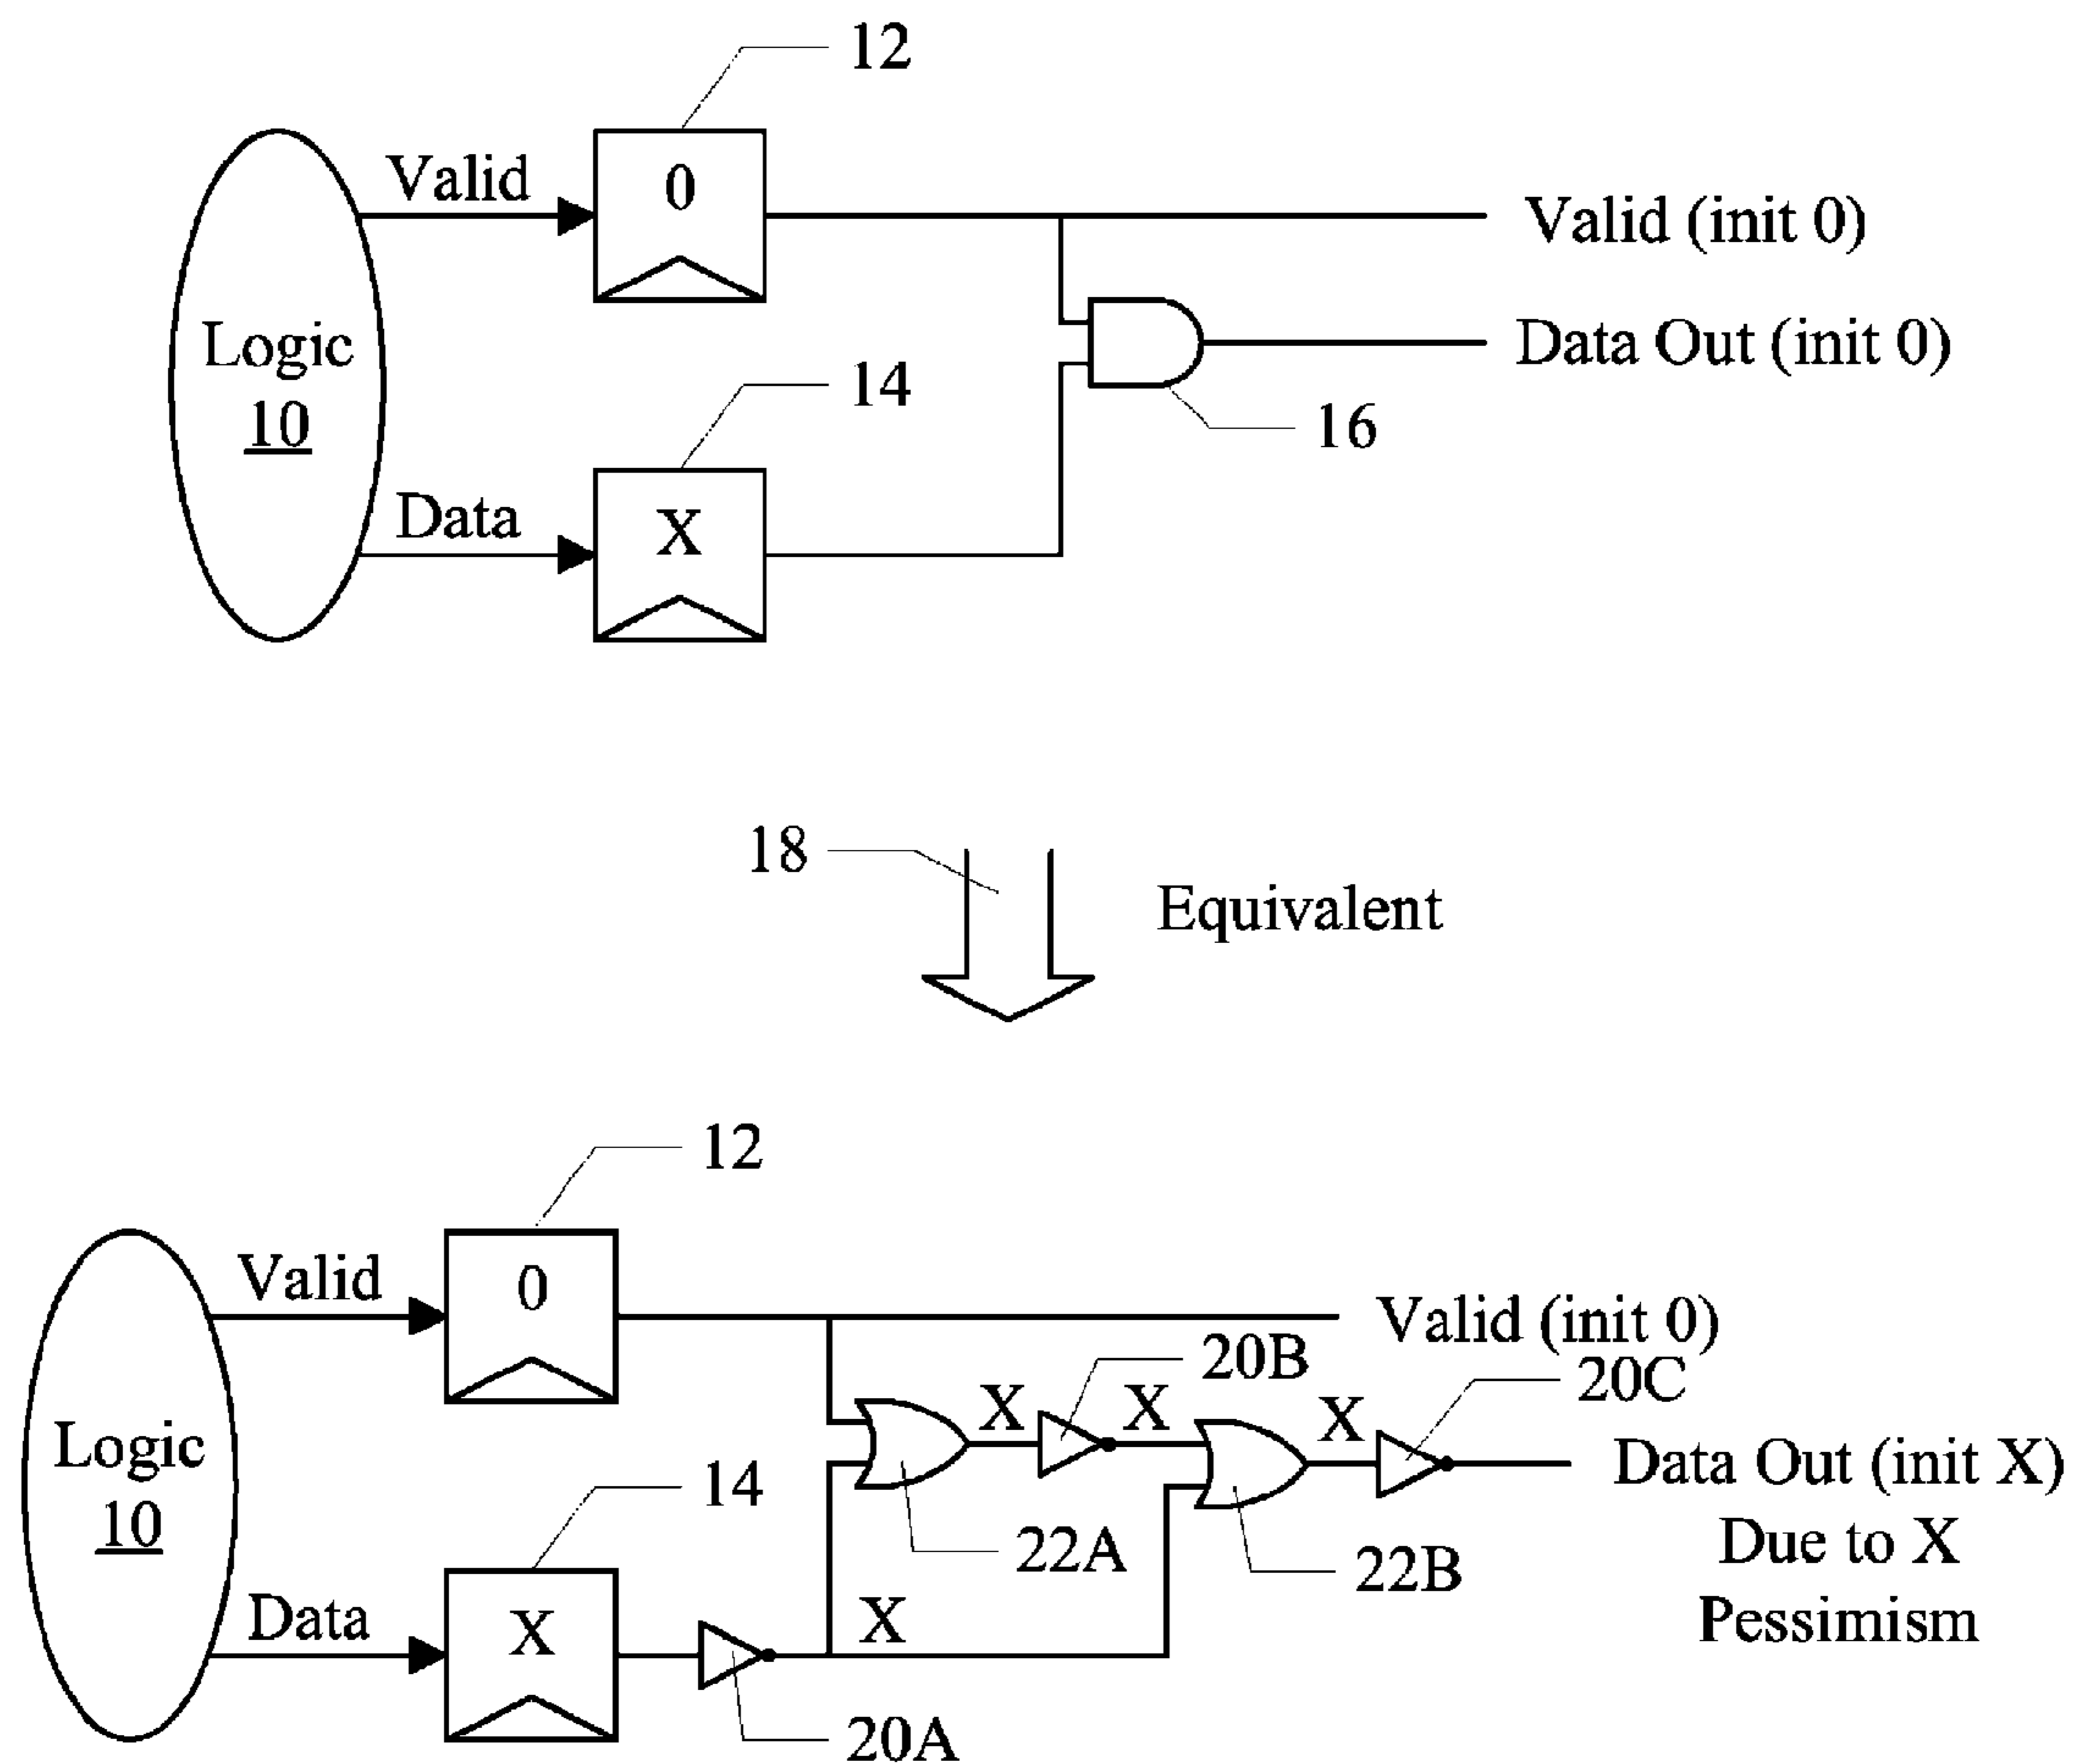 12
Valid
0
Valid (init 0)
Logic
10
Data Out (init 0)
14
16
Data
X
18
Equivalent
12
Valid
0
Valid (init 0)
20B
20C
X
X
X
Logic
10
Data Out (init X)
Due to X
Pessimism
14
22A
22B
Data
X
X
20A